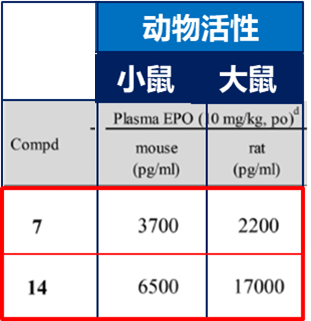 动物活性
小鼠 大鼠
Plasma EPO (10 mg/kg, po)d
Compd mouse (pg/ml) rat (pg/ml)
7 3700 2200
14 6500 17000